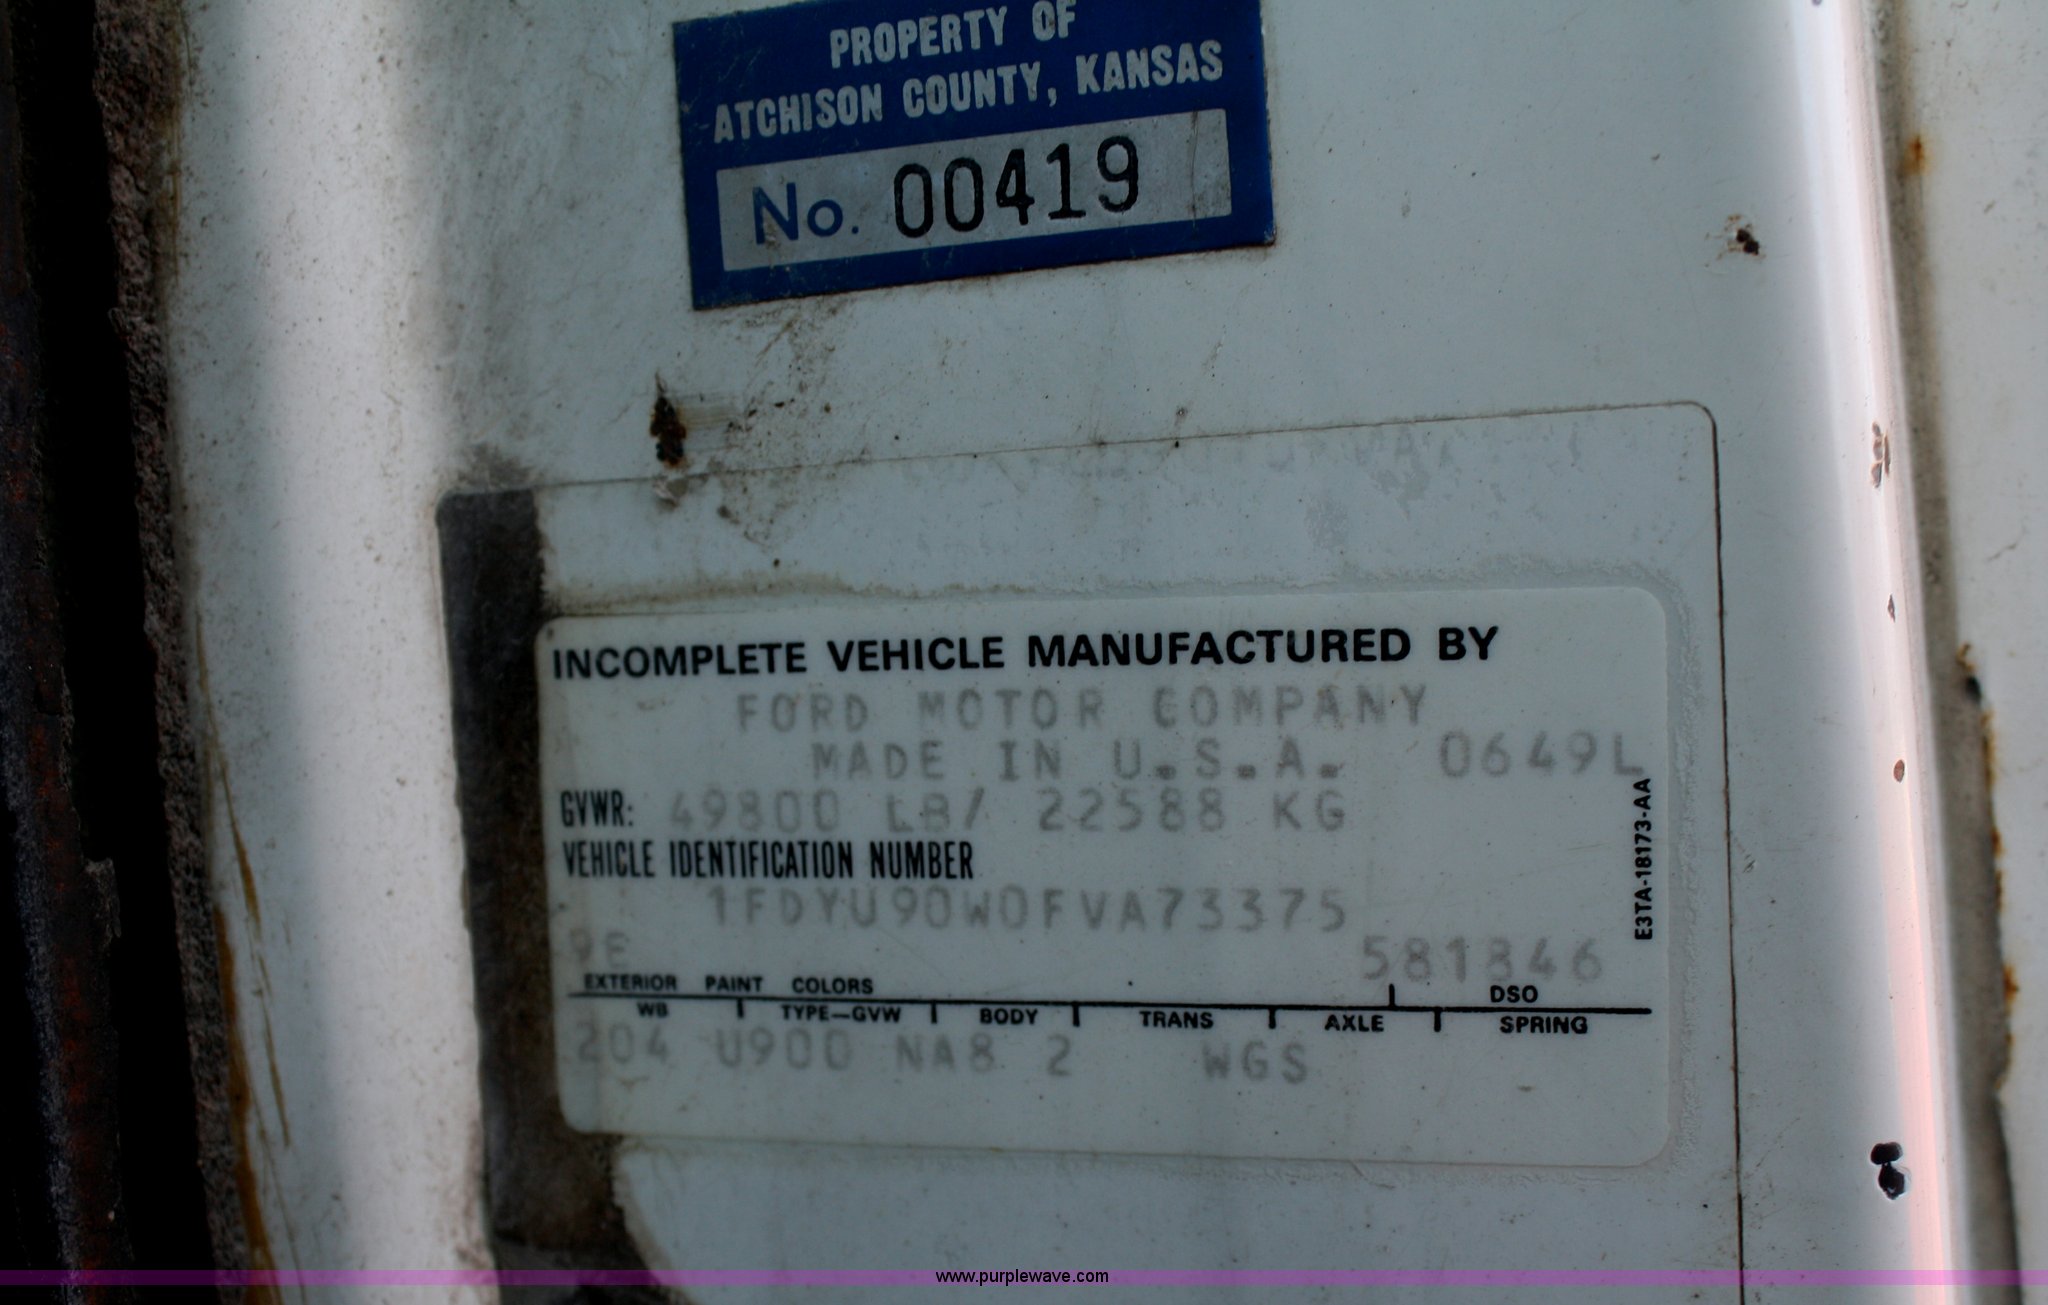 PROPERTY OF
ATCHISON COUNTY, KANSAS
No. 00419
INCOMPLETE VEHICLE MANUFACTURED BY
FORD MOTOR COMPANY
MADE IN U.S.A. 0649L
GVWR: 49800 LB/ 22588 KG
VEHICLE IDENTIFICATION NUMBER
1FDYU90W0FVA73375
9E
581846
E3TA-18173-AA
EXTERIOR PAINT COLORS
DSO
WB TYPE-GVW BODY TRANS AXLE SPRING
204 U900 NA8 2 WGS
www.purplewave.com